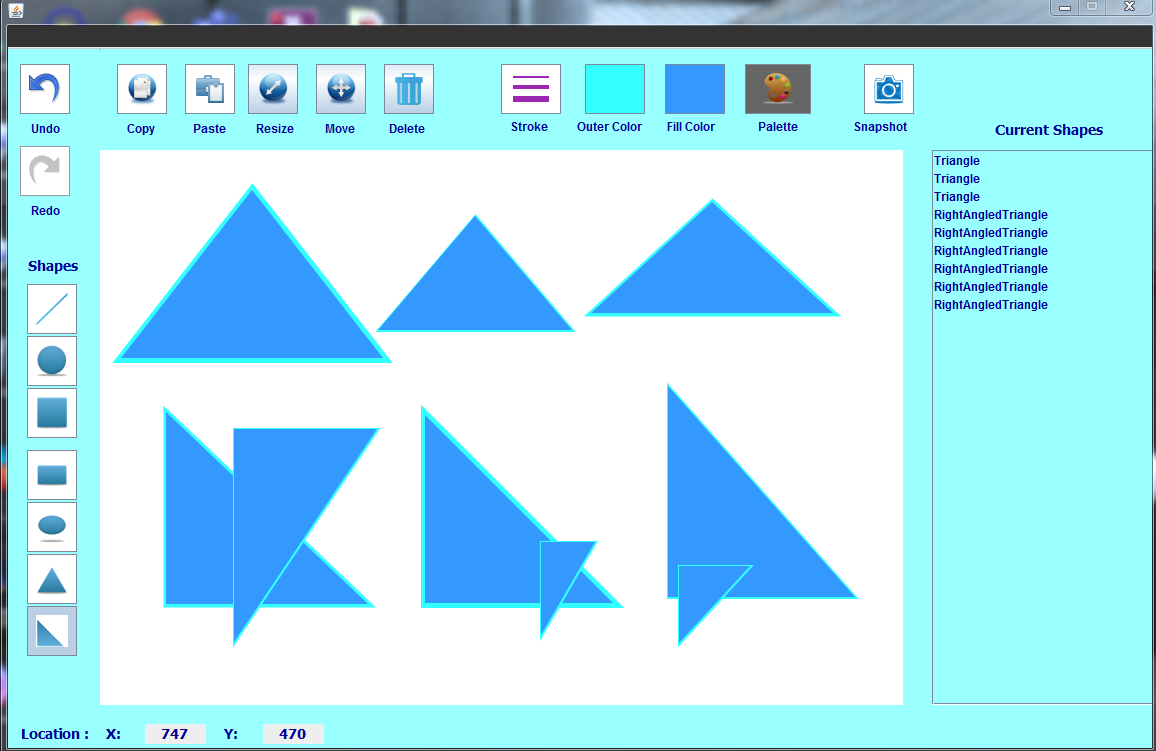 Undo
Copy
Paste
Resize
Move
Delete
Stroke
Outer Color
Fill Color
Palette
Snapshot
Current Shapes
Redo
Shapes
Triangle
Triangle
Triangle
RightAngledTriangle
RightAngledTriangle
RightAngledTriangle
RightAngledTriangle
RightAngledTriangle
RightAngledTriangle
Location : X: 747 Y: 470